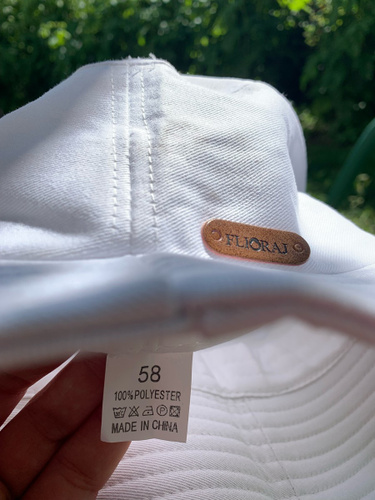 FLIORAJ
58
100%POLYESTER
MADE IN CHINA